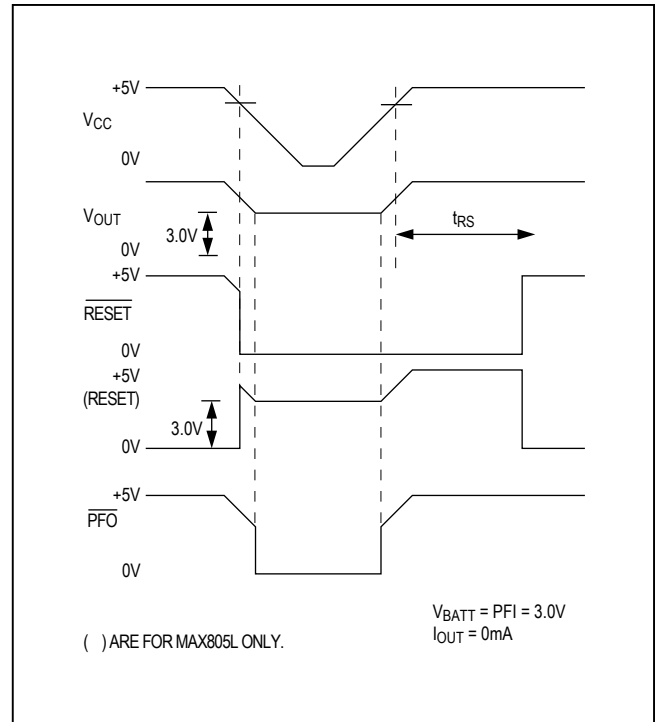 +5V
VCC
0V
VOUT
3.0V
tRS
0V
+5V
RESET
0V
+5V
(RESET)
3.0V
0V
+5V
PFO
0V
VBATT = PFI = 3.0V
IOUT = 0mA
( ) ARE FOR MAX805L ONLY.